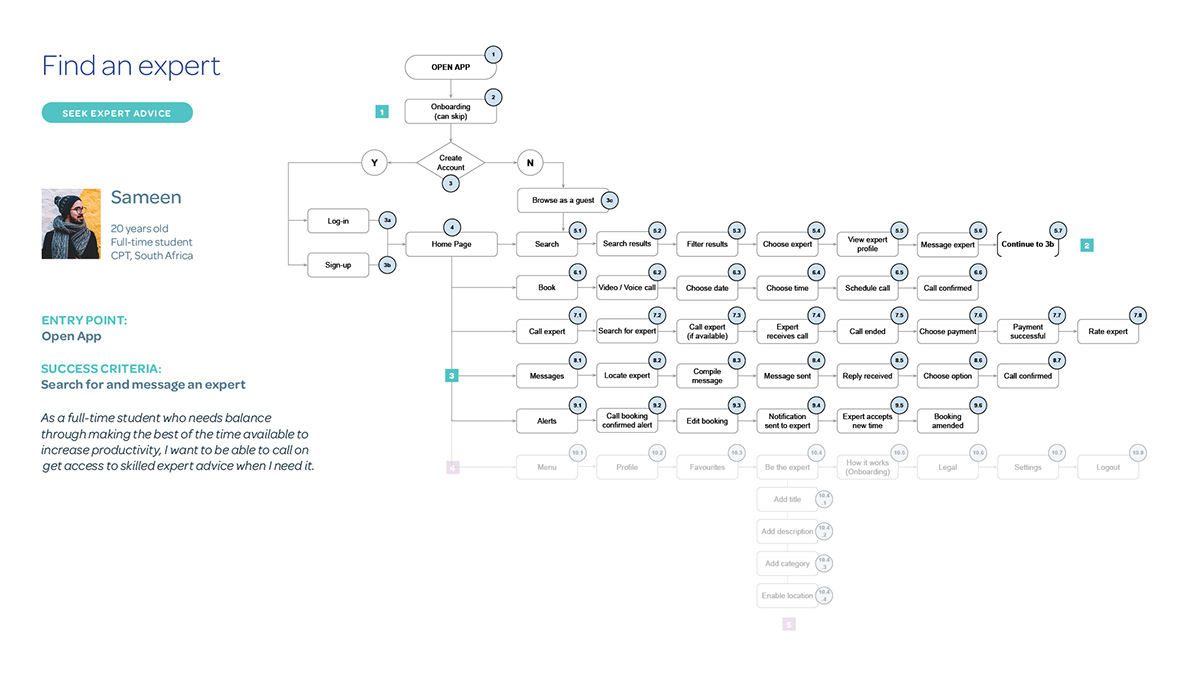 Find an expert
SEEK EXPERT ADVICE
Sameen
20 years old
Full-time student
CPT, South Africa
ENTRY POINT:
Open App
SUCCESS CRITERIA:
Search for and message an expert
As a full-time student who needs balance
through making the best of the time available to
increase productivity, I want to be able to call on
get access to skilled expert advice when I need it.
1
OPEN APP
1
2
Onboarding
(can skip)
Y
Create
Account
3
N
Browse as a guest
3c
Log-in
3a
Sign-up
3b
4
Home Page
5.1
Search
5.2
Search results
5.3
Filter results
5.4
Choose expert
5.5
View expert
profile
5.6
Message expert
5.7
Continue to 3b
2
6.1
Book
6.2
Video / Voice call
6.3
Choose date
6.4
Choose time
6.5
Schedule call
6.6
Call confirmed
7.1
Call expert
7.2
Search for expert
7.3
Call expert
(if available)
7.4
Expert
receives call
7.5
Call ended
7.6
Choose payment
7.7
Payment
successful
7.8
Rate expert
3
8.1
Messages
8.2
Locate expert
8.3
Compile
message
8.4
Message sent
8.5
Reply received
8.6
Choose option
8.7
Call confirmed
9.1
Alerts
9.2
Call booking
confirmed alert
9.3
Edit booking
9.4
Notification
sent to expert
9.5
Expert accepts
new time
9.6
Booking
amended
4
10.1
Menu
10.2
Profile
10.3
Favourites
10.4
Be the expert
10.5
How it works
(Onboarding)
10.6
Legal
10.7
Settings
10.8
Logout
Add title
10.4
.1
Add description
10.4
.2
Add category
10.4
.3
Enable location
10.4
.4
5